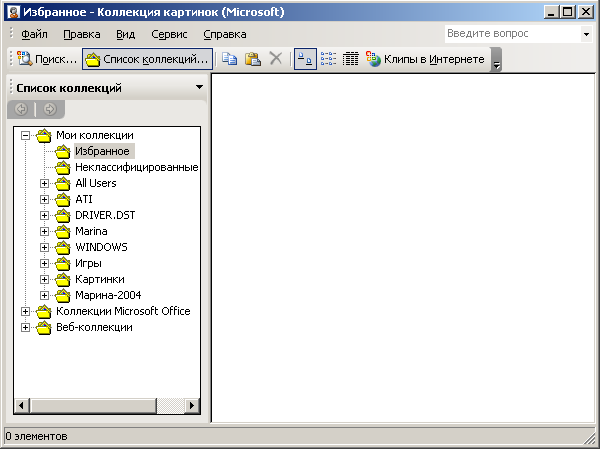 Избранное - Коллекция картинок (Microsoft)
Файл Правка Вид Сервис Справка Введите вопрос
Поиск... Список коллекций... Клипы в Интернете
Список коллекций
Мои коллекции
Избранное
Неклассифицированные
All Users
ATI
DRIVER.DST
Marina
WINDOWS
Игры
Картинки
Марина-2004
Коллекции Microsoft Office
Веб-коллекции
0 элементов